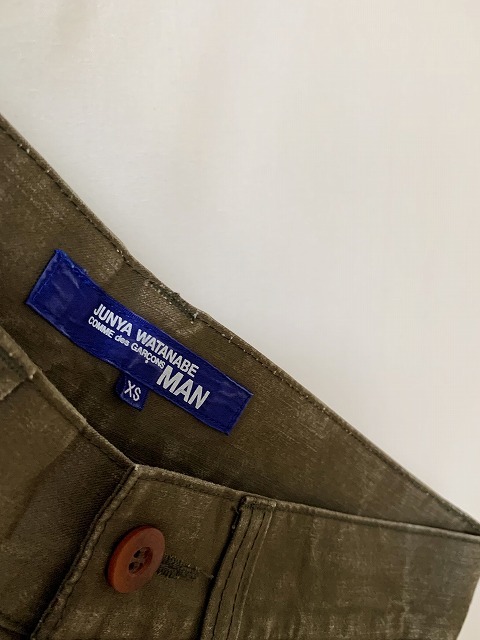 JUNYA WATANABE
COMME des GARÇONS
MAN
XS